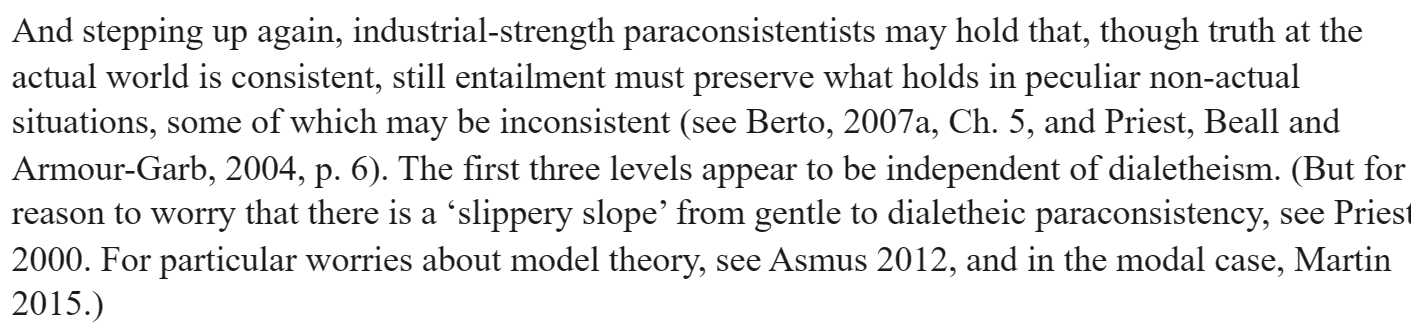 And stepping up again, industrial-strength paraconsistentists may hold that, though truth at the
actual world is consistent, still entailment must preserve what holds in peculiar non-actual
situations, some of which may be inconsistent (see Berto, 2007a, Ch. 5, and Priest, Beall and
Armour-Garb, 2004, p. 6). The first three levels appear to be independent of dialetheism. (But for
reason to worry that there is a ‘slippery slope’ from gentle to dialetheic paraconsistency, see Priest
2000. For particular worries about model theory, see Asmus 2012, and in the modal case, Martin
2015.)